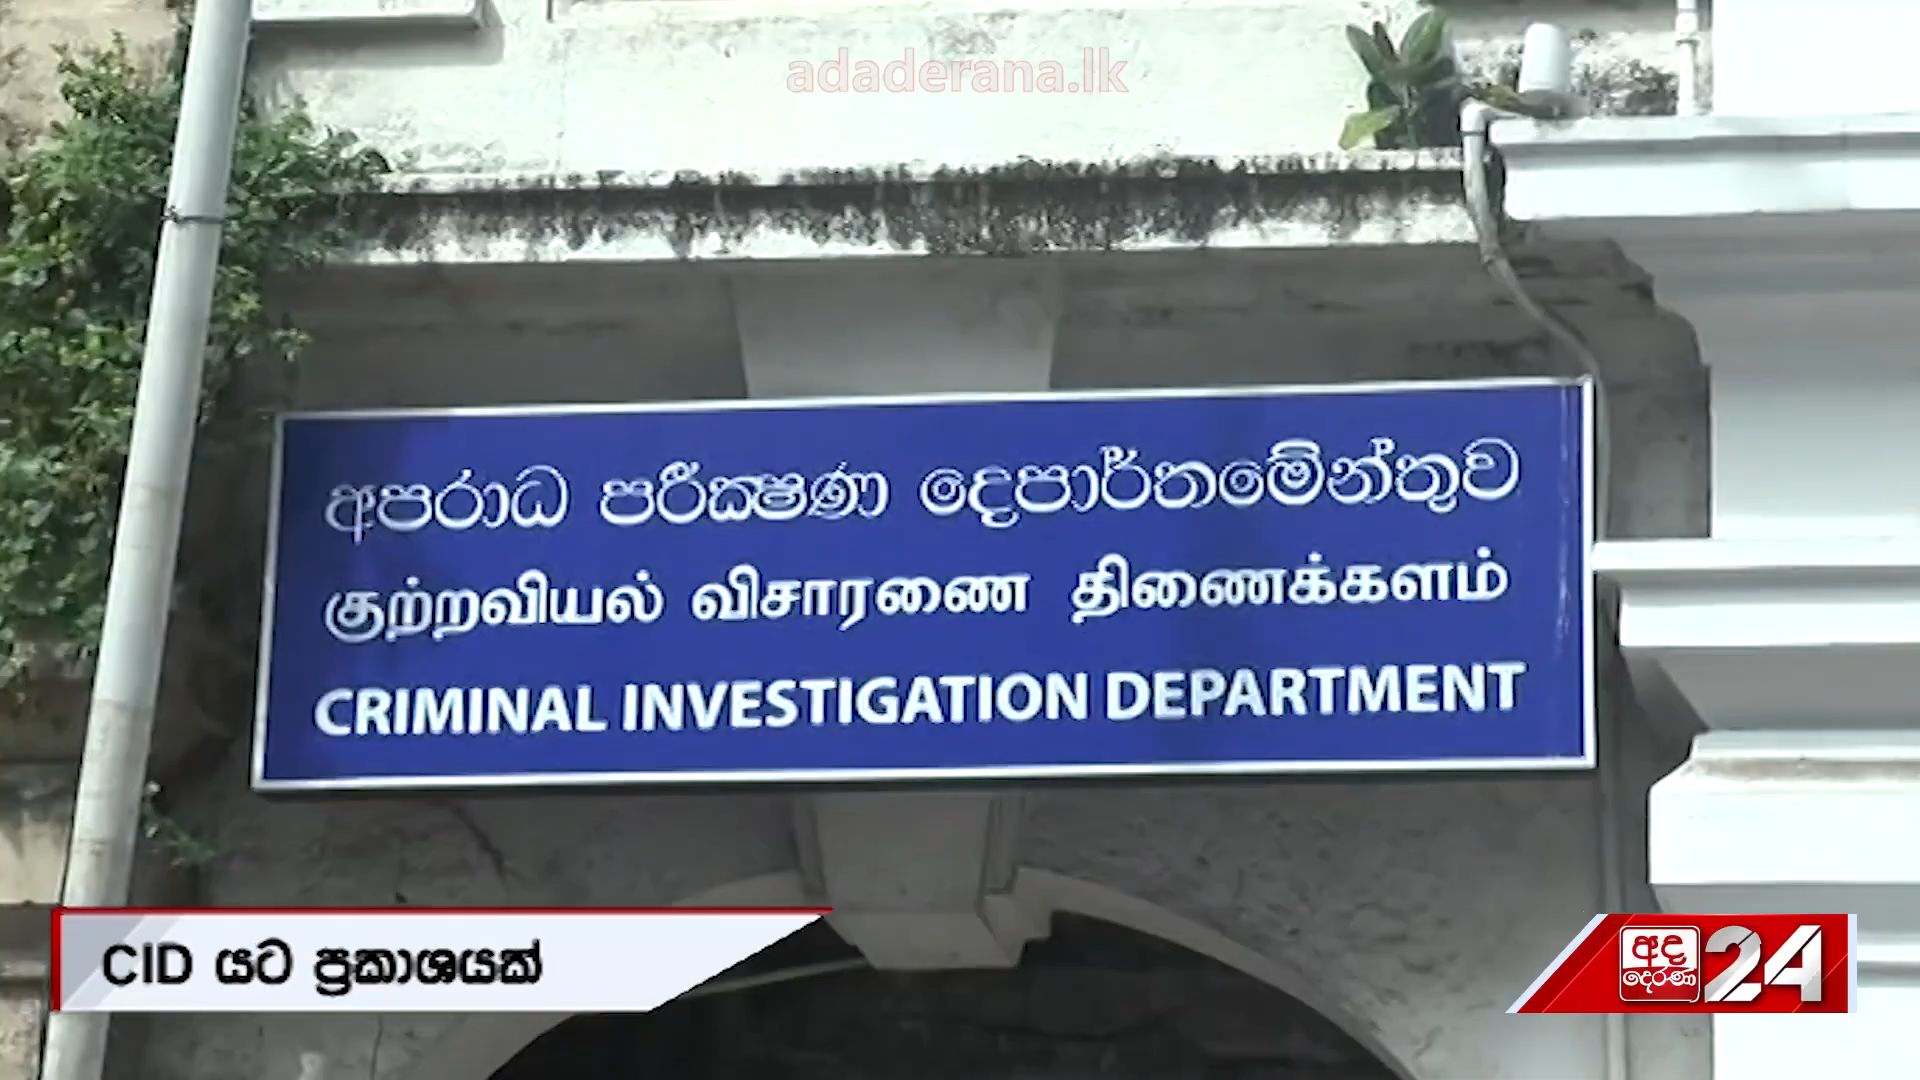 adaderana.lk
අපරාධ පරීක්ෂණ දෙපාර්තමේන්තුව
குற்றவியல் விசாரணை திணைக்களம்
CRIMINAL INVESTIGATION DEPARTMENT
CID යට ප්‍රකාශයක්
අද
දෙරණ
24